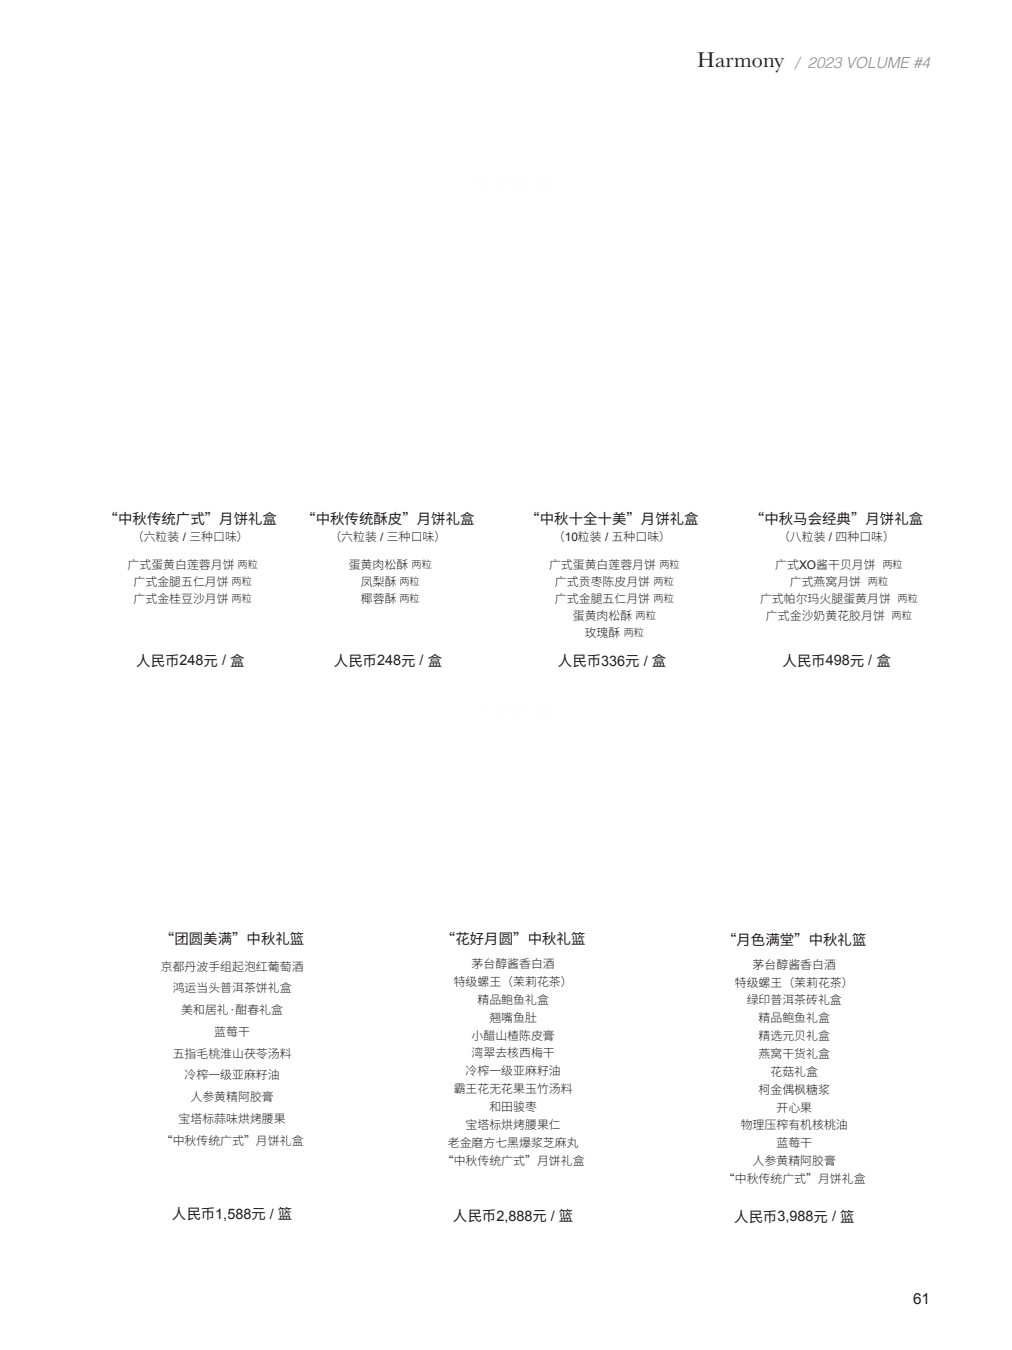 Harmony / 2023 VOLUME #4
“中秋传统广式”月饼礼盒
（六粒装 / 三种口味）
广式蛋黄白莲蓉月饼 两粒
广式金腿五仁月饼 两粒
广式金桂豆沙月饼 两粒
人民币248元 / 盒
“中秋传统酥皮”月饼礼盒
（六粒装 / 三种口味）
蛋黄肉松酥 两粒
凤梨酥 两粒
椰蓉酥 两粒
人民币248元 / 盒
“中秋十全十美”月饼礼盒
（10粒装 / 五种口味）
广式蛋黄白莲蓉月饼 两粒
广式贡枣陈皮月饼 两粒
广式金腿五仁月饼 两粒
蛋黄肉松酥 两粒
玫瑰酥 两粒
人民币336元 / 盒
“中秋马会经典”月饼礼盒
（八粒装 / 四种口味）
广式XO酱干贝月饼 两粒
广式燕窝月饼 两粒
广式帕尔玛火腿蛋黄月饼 两粒
广式金沙奶黄花胶月饼 两粒
人民币498元 / 盒
“团圆美满”中秋礼篮
京都丹波手组起泡红葡萄酒
鸿运当头普洱茶饼礼盒
美和居礼·酣春礼盒
蓝莓干
五指毛桃淮山茯苓汤料
冷榨一级亚麻籽油
人参黄精阿胶膏
宝塔标蒜味烘烤腰果
“中秋传统广式”月饼礼盒
人民币1,588元 / 篮
“花好月圆”中秋礼篮
茅台醇酱香白酒
特级螺王（茉莉花茶）
精品鲍鱼礼盒
翘嘴鱼肚
小醋山楂陈皮膏
湾翠去核西梅干
冷榨一级亚麻籽油
霸王花无花果玉竹汤料
和田骏枣
宝塔标烘烤腰果仁
老金磨方七黑爆浆芝麻丸
“中秋传统广式”月饼礼盒
人民币2,888元 / 篮
“月色满堂”中秋礼篮
茅台醇酱香白酒
特级螺王（茉莉花茶）
绿印普洱茶砖礼盒
精品鲍鱼礼盒
精选元贝礼盒
燕窝干货礼盒
花菇礼盒
柯金偶枫糖浆
开心果
物理压榨有机核桃油
蓝莓干
人参黄精阿胶膏
“中秋传统广式”月饼礼盒
人民币3,988元 / 篮
61